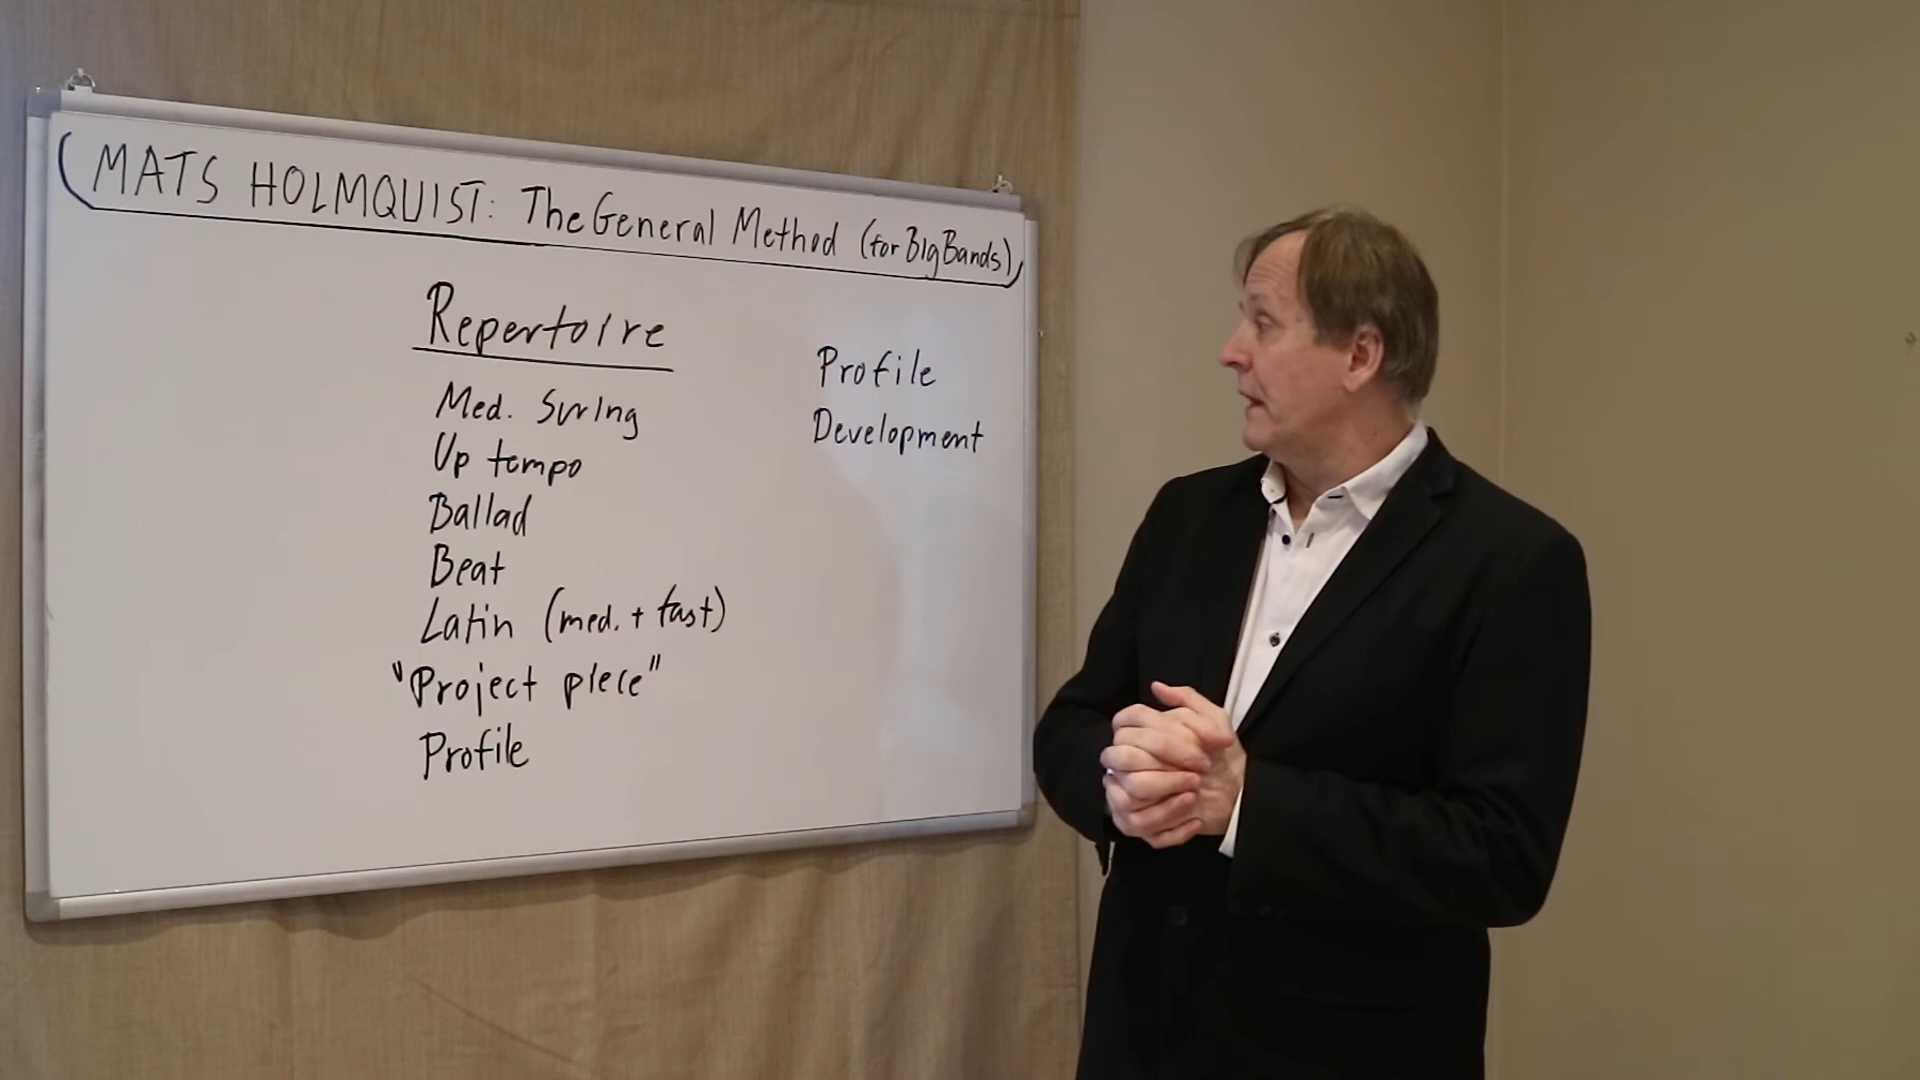 MATS HOLMQUIST: The General Method (for Big Bands)
Repertoire
Med. Swing
Up tempo
Ballad
Beat
Latin (med. + fast)
"Project piece"
Profile
Profile
Development